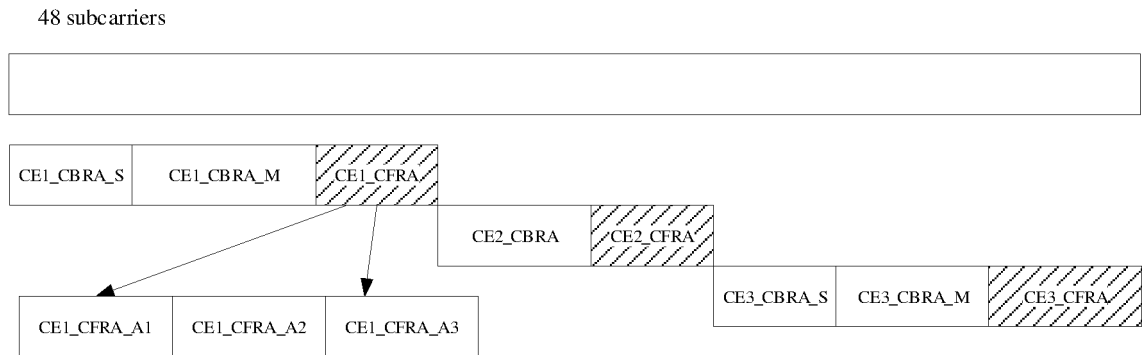 48 subcarriers
CE1_CBRA_S CE1_CBRA_M CE1_CFRA
CE2_CBRA CE2_CFRA
CE3_CBRA_S CE3_CBRA_M CE3_CFRA
CE1_CFRA_A1 CE1_CFRA_A2 CE1_CFRA_A3